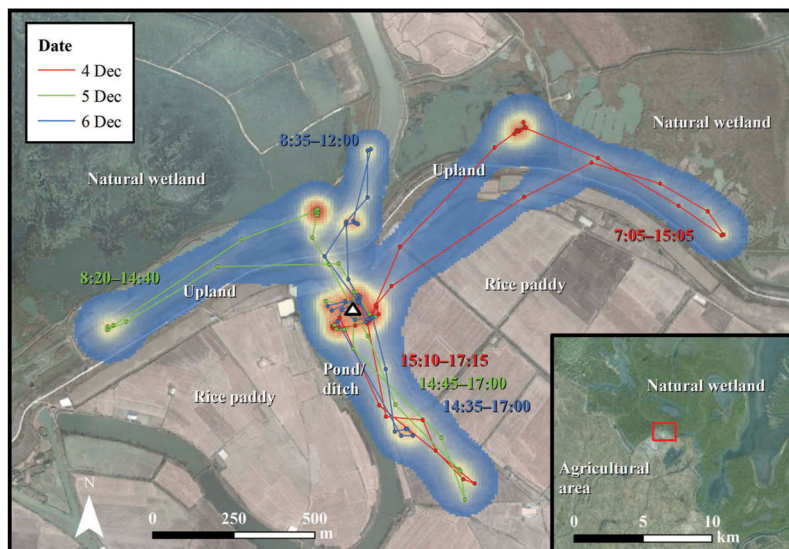 Date
4 Dec
5 Dec
6 Dec
8:35–12:00
Natural wetland
Upland
Natural wetland
7:05–15:05
8:20–14:40
Upland
Rice paddy
Pond/
ditch
15:10–17:15
14:45–17:00
14:35–17:00
Rice paddy
N
0 250 500
m
Natural wetland
Agricultural
area
0 5 10
km